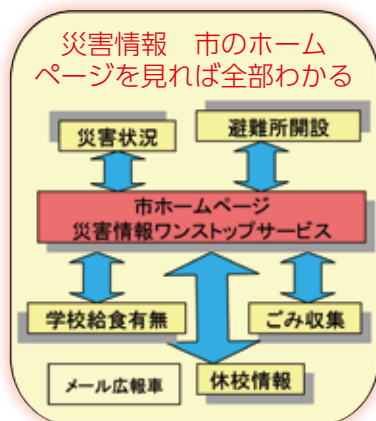 災害情報　市のホーム
ページを見れば全部わかる
災害状況
避難所開設
市ホームページ
災害情報ワンストップサービス
学校給食有無
ごみ収集
メール広報車
休校情報